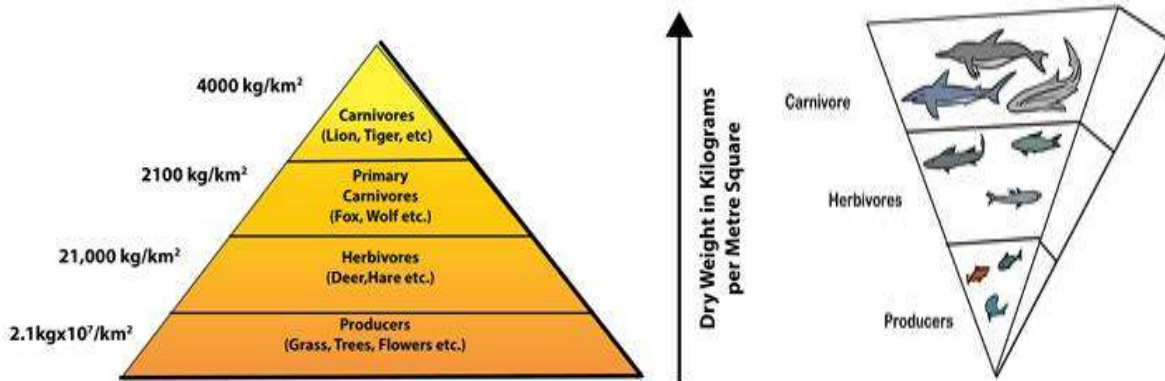 4000 kg/km²
Carnivores
(Lion, Tiger, etc)
2100 kg/km²
Primary
Carnivores
(Fox, Wolf etc.)
21,000 kg/km²
Herbivores
(Deer,Hare etc.)
2.1kgx10⁷/km²
Producers
(Grass, Trees, Flowers etc.)
Dry Weight in Kilograms
per Metre Square
Carnivore
Herbivores
Producers